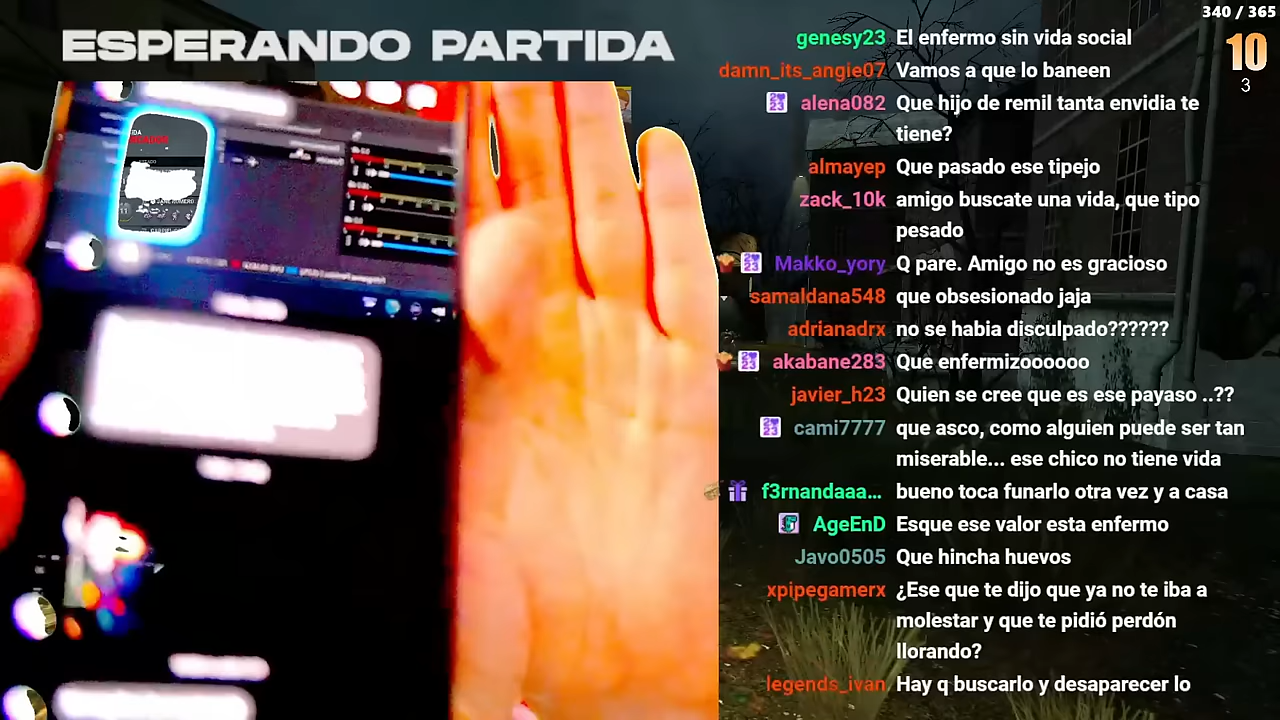 340 / 365
ESPERANDO PARTIDA
10
3
genesy23 El enfermo sin vida social
damn_its_angie07 Vamos a que lo baneen
alena082 Que hijo de remil tanta envidia te
tiene?
almayep Que pasado ese tipejo
zack_10k amigo buscate una vida, que tipo
pesado
Makko_yory Q pare. Amigo no es gracioso
samaldana548 que obsesionado jaja
adrianadrx no se habia disculpado??????
akabane283 Que enfermizoooooo
javier_h23 Quien se cree que es ese payaso ..??
cami7777 que asco, como alguien puede ser tan
miserable... ese chico no tiene vida
f3rnandaaa... bueno toca funarlo otra vez y a casa
AgeEnD Esque ese valor esta enfermo
Javo0505 Que hincha huevos
xpipegamerx ¿Ese que te dijo que ya no te iba a
molestar y que te pidió perdón
llorando?
legends_ivan Hay q buscarlo y desaparecer lo